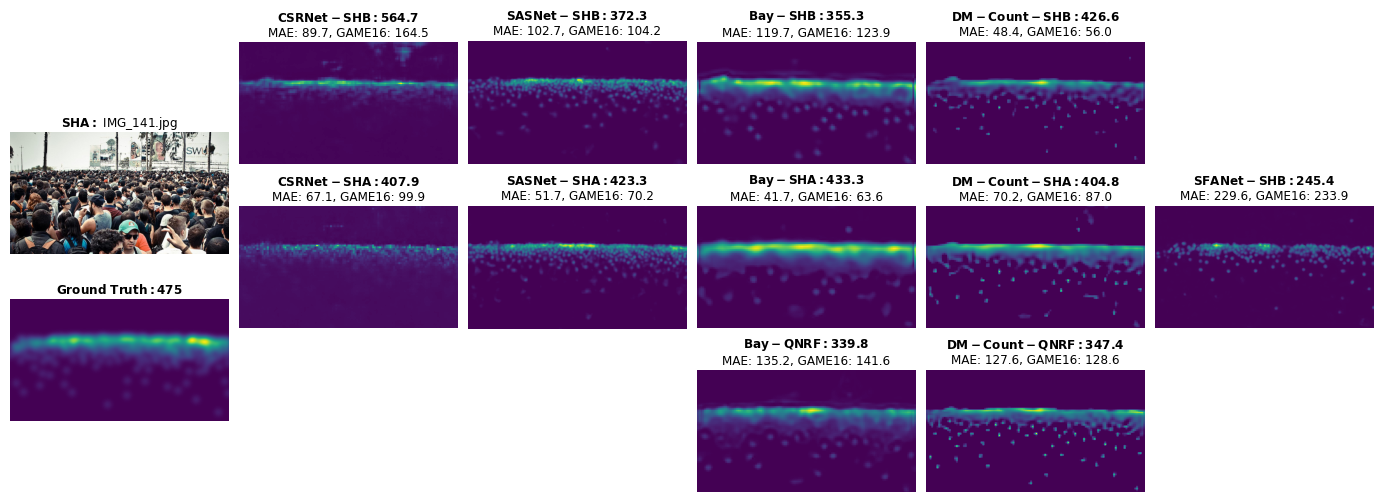 CSRNet − SHB: 564.7
MAE: 89.7, GAME16: 164.5
SASNet − SHB: 372.3
MAE: 102.7, GAME16: 104.2
Bay − SHB: 355.3
MAE: 119.7, GAME16: 123.9
DM − Count − SHB: 426.6
MAE: 48.4, GAME16: 56.0
SHA: IMG_141.jpg
SW
CSRNet − SHA: 407.9
MAE: 67.1, GAME16: 99.9
SASNet − SHA: 423.3
MAE: 51.7, GAME16: 70.2
Bay − SHA: 433.3
MAE: 41.7, GAME16: 63.6
DM − Count − SHA: 404.8
MAE: 70.2, GAME16: 87.0
SFANet − SHB: 245.4
MAE: 229.6, GAME16: 233.9
Ground Truth: 475
Bay − QNRF: 339.8
MAE: 135.2, GAME16: 141.6
DM − Count − QNRF: 347.4
MAE: 127.6, GAME16: 128.6